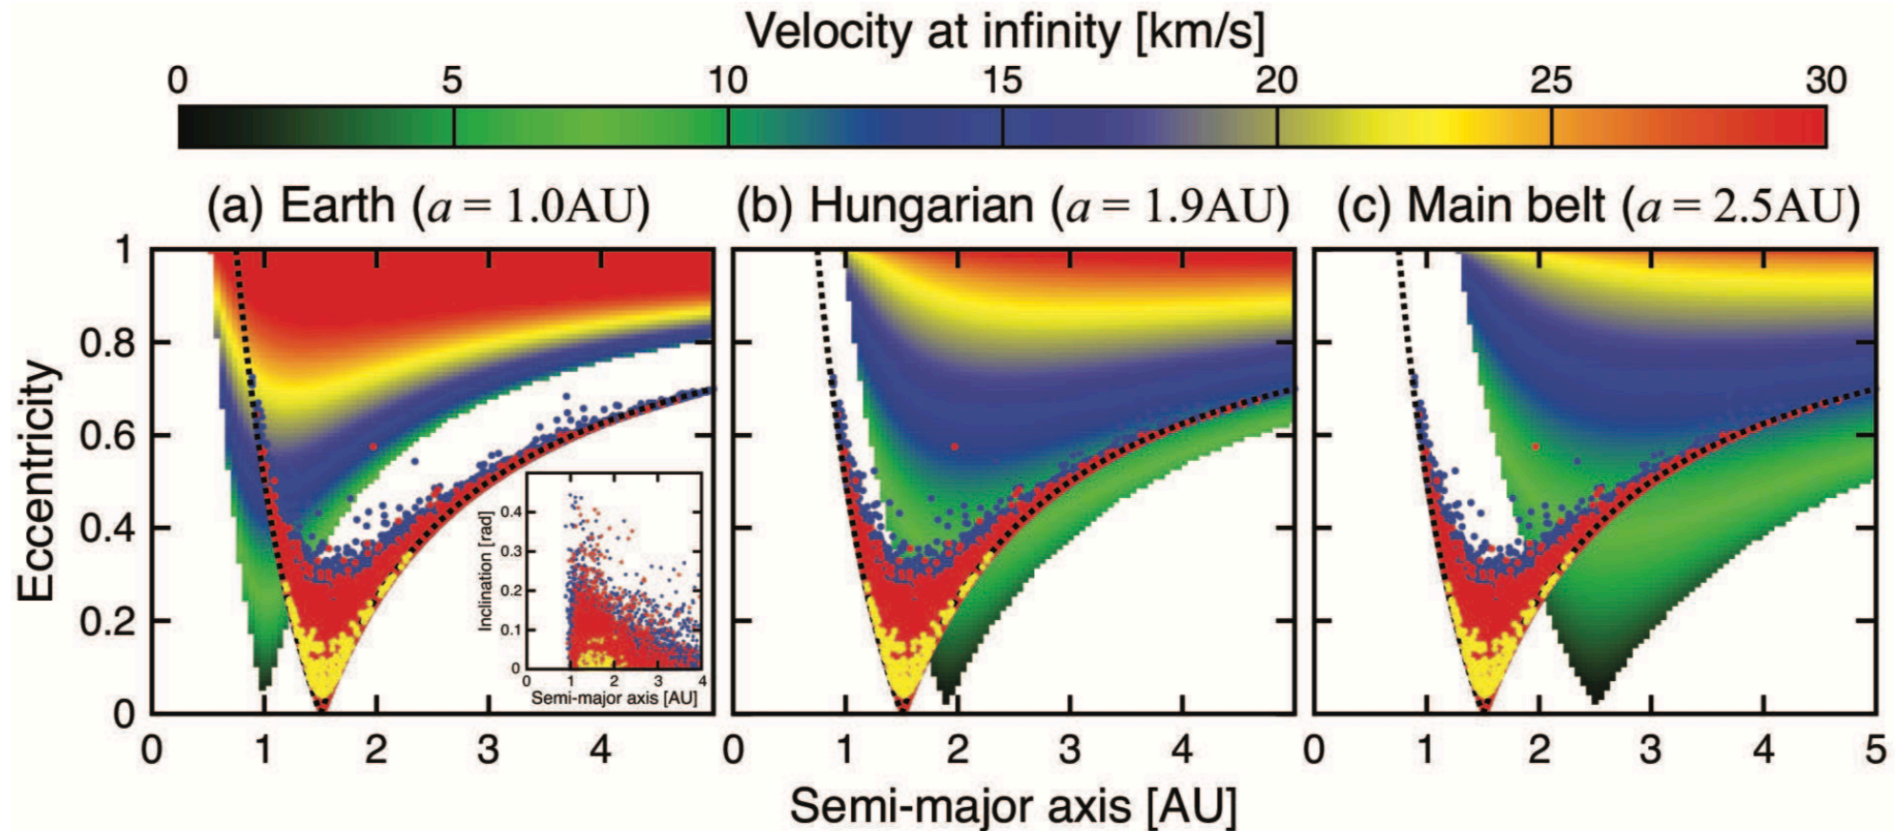 Velocity at infinity [km/s]
0 5 10 15 20 25 30
(a) Earth (a = 1.0AU) (b) Hungarian (a = 1.9AU) (c) Main belt (a = 2.5AU)
1
0.8
0.6
0.4
0.2
0
Eccentricity
0.4
0.3
0.2
0.1
0
Inclination [rad]
0 1 2 3 4
Semi-major axis [AU]
0 1 2 3 4 0 1 2 3 4 0 1 2 3 4 5
Semi-major axis [AU]